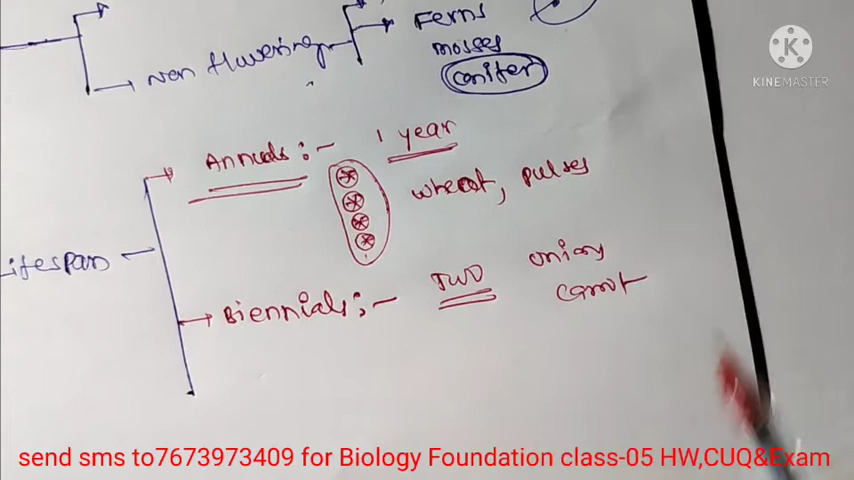 Ferns
Non Flowering
mosses
conifer
KINEMASTER
Annuals :- 1 year
wheat, pulses
Lifespan
Biennials :- Two onion
carrot
send sms to7673973409 for Biology Foundation class-05 HW,CUQ&Exam